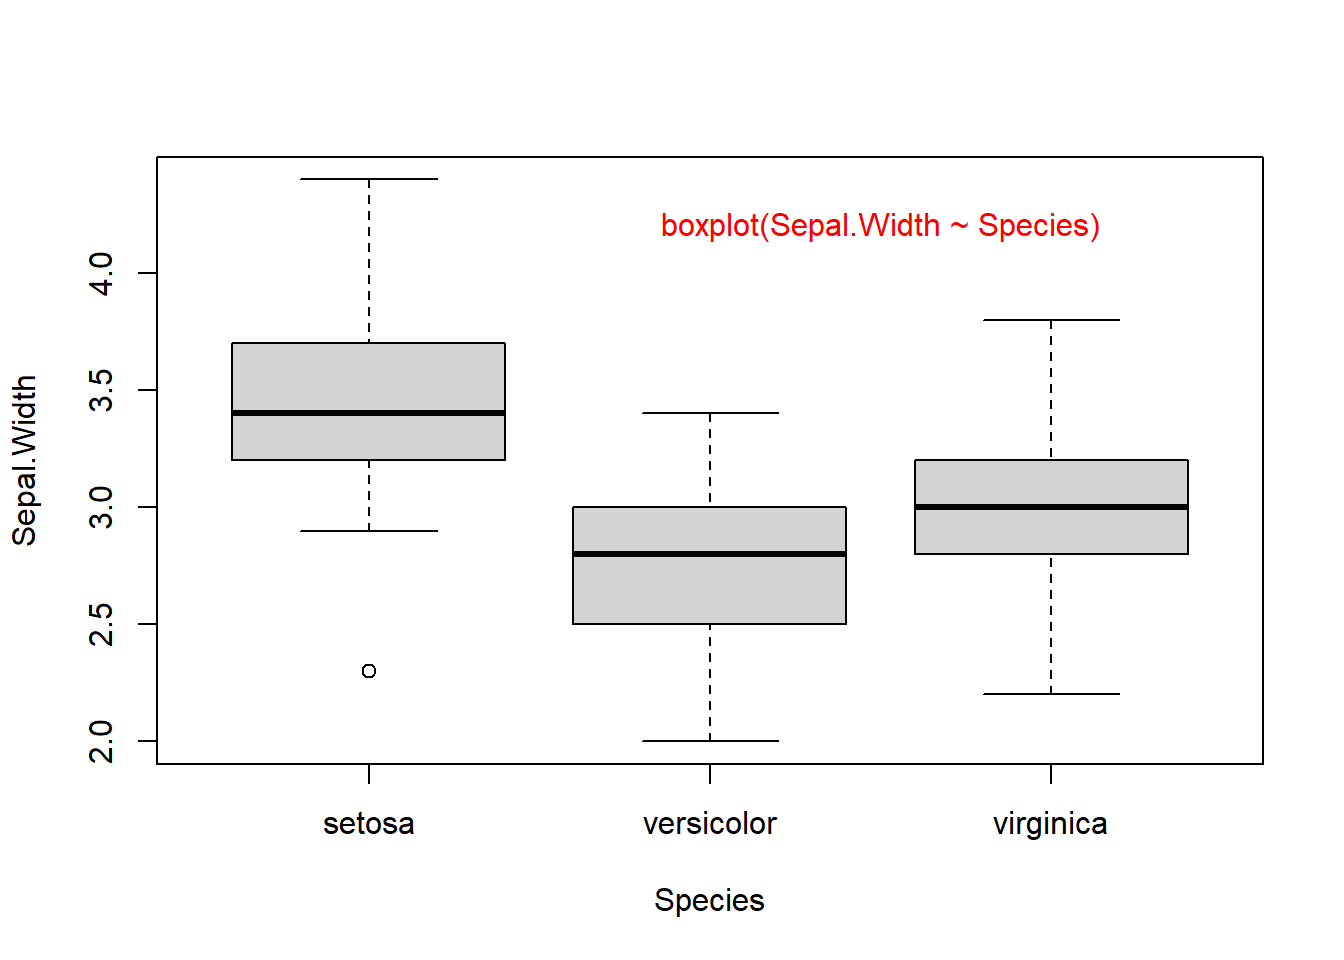 boxplot(Sepal.Width ~ Species)
4.0
3.5
3.0
2.5
2.0
Sepal.Width
setosa versicolor virginica
Species